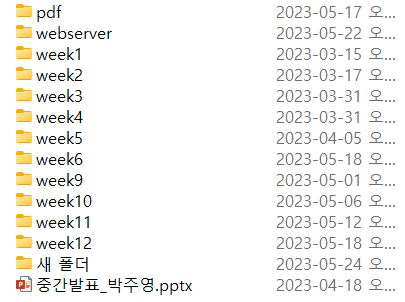 pdf 2023-05-17 오...
webserver 2023-05-22 오...
week1 2023-03-15 오...
week2 2023-03-17 오...
week3 2023-03-31 오...
week4 2023-03-31 오...
week5 2023-04-05 오...
week6 2023-05-18 오...
week9 2023-05-01 오...
week10 2023-05-06 오...
week11 2023-05-12 오...
week12 2023-05-18 오...
새 폴더 2023-05-24 오...
중간발표_박주영.pptx 2023-04-18 오...